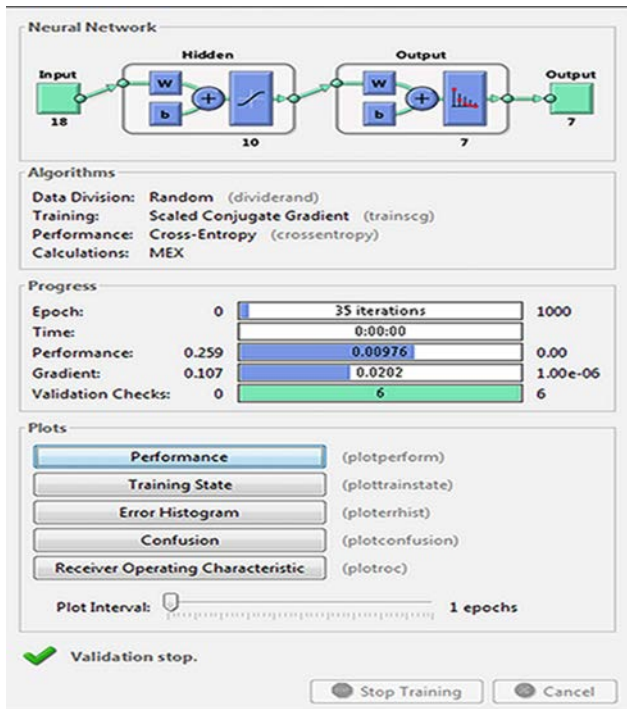 Neural Network
Hidden Output
Input Output
W W
b b
18 10 7 7
Algorithms
Data Division: Random (dividerand)
Training: Scaled Conjugate Gradient (trainscg)
Performance: Cross-Entropy (crossentropy)
Calculations: MEX
Progress
Epoch: 0 35 iterations 1000
Time: 0:00:00
Performance: 0.259 0.00976 0.00
Gradient: 0.107 0.0202 1.00e-06
Validation Checks: 0 6 6
Plots
Performance (plotperform)
Training State (plottrainstate)
Error Histogram (ploterrhist)
Confusion (plotconfusion)
Receiver Operating Characteristic (plotroc)
Plot Interval: 1 epochs
Validation stop.
Stop Training Cancel